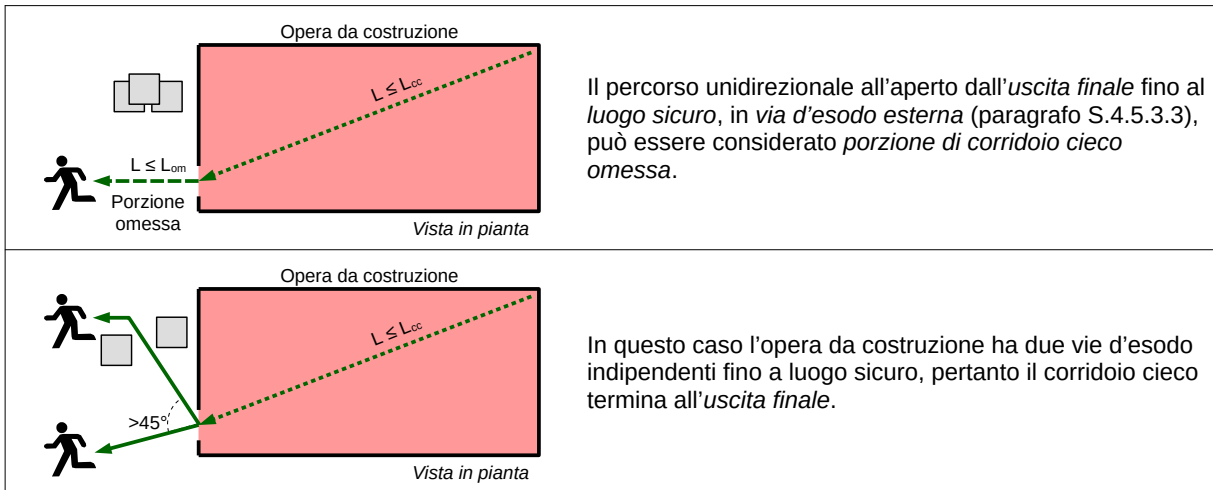 Opera da costruzione
L ≤ Lcc
L ≤ Lom
Porzione
omessa
Vista in pianta
Il percorso unidirezionale all’aperto dall’uscita finale fino al
luogo sicuro, in via d’esodo esterna (paragrafo S.4.5.3.3),
può essere considerato porzione di corridoio cieco
omessa.
Opera da costruzione
L ≤ Lcc
>45°
Vista in pianta
In questo caso l’opera da costruzione ha due vie d’esodo
indipendenti fino a luogo sicuro, pertanto il corridoio cieco
termina all’uscita finale.